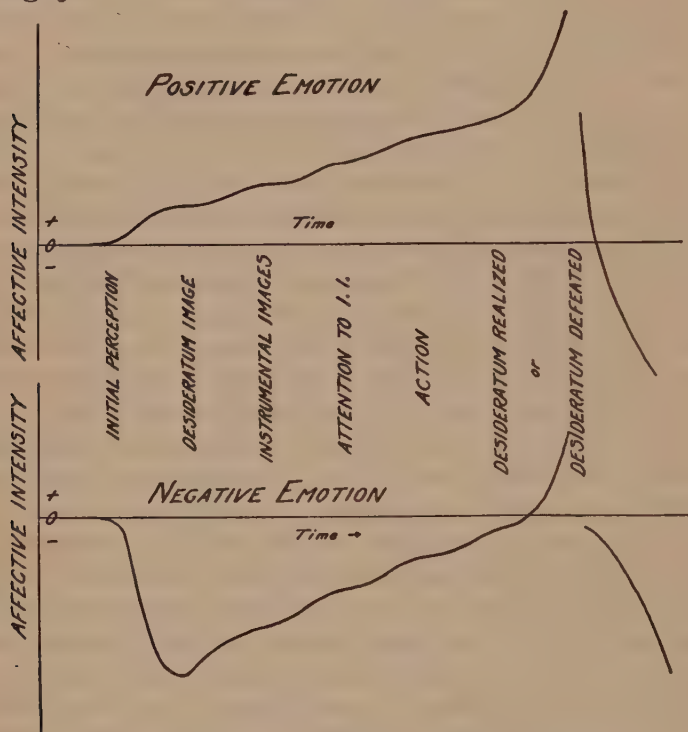 POSITIVE EMOTION
AFFECTIVE INTENSITY
+
0
-
Time
INITIAL PERCEPTION
DESIDERATUM IMAGE
INSTRUMENTAL IMAGES
ATTENTION TO I.I.
ACTION
DESIDERATUM REALIZED
or
DESIDERATUM DEFEATED
NEGATIVE EMOTION
AFFECTIVE INTENSITY
+
0
-
Time →